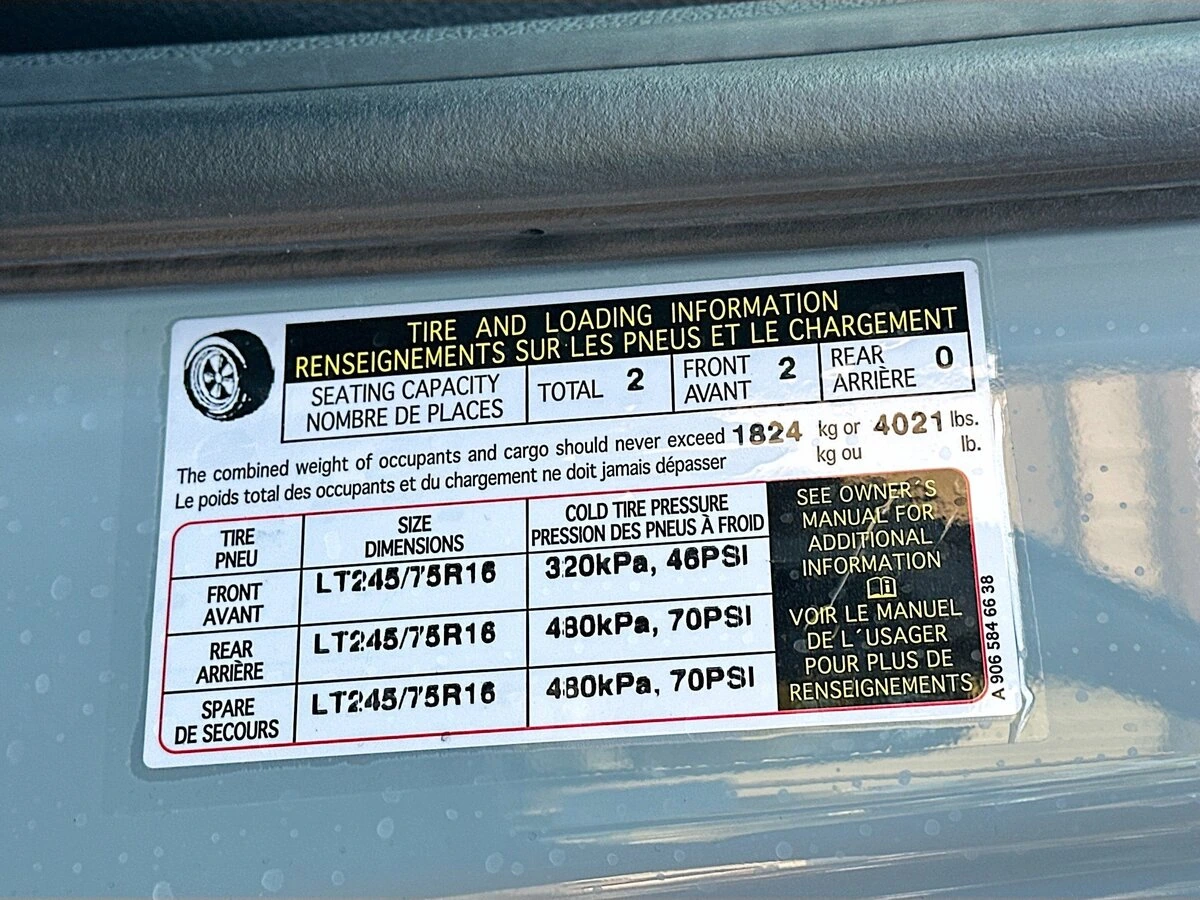 TIRE AND LOADING INFORMATION
RENSEIGNEMENTS SUR LES PNEUS ET LE CHARGEMENT
SEATING CAPACITY
NOMBRE DE PLACES
TOTAL 2
FRONT
AVANT 2
REAR
ARRIÈRE 0
The combined weight of occupants and cargo should never exceed 1824 kg or 4021 lbs.
Le poids total des occupants et du chargement ne doit jamais dépasser kg ou lb.
TIRE
PNEU
SIZE
DIMENSIONS
COLD TIRE PRESSURE
PRESSION DES PNEUS À FROID
FRONT
AVANT
LT245/75R16
320kPa, 46PSI
REAR
ARRIÈRE
LT245/75R16
480kPa, 70PSI
SPARE
DE SECOURS
LT245/75R16
480kPa, 70PSI
SEE OWNER´S
MANUAL FOR
ADDITIONAL
INFORMATION
VOIR LE MANUEL
DE L´USAGER
POUR PLUS DE
RENSEIGNEMENTS
A 906 584 66 38